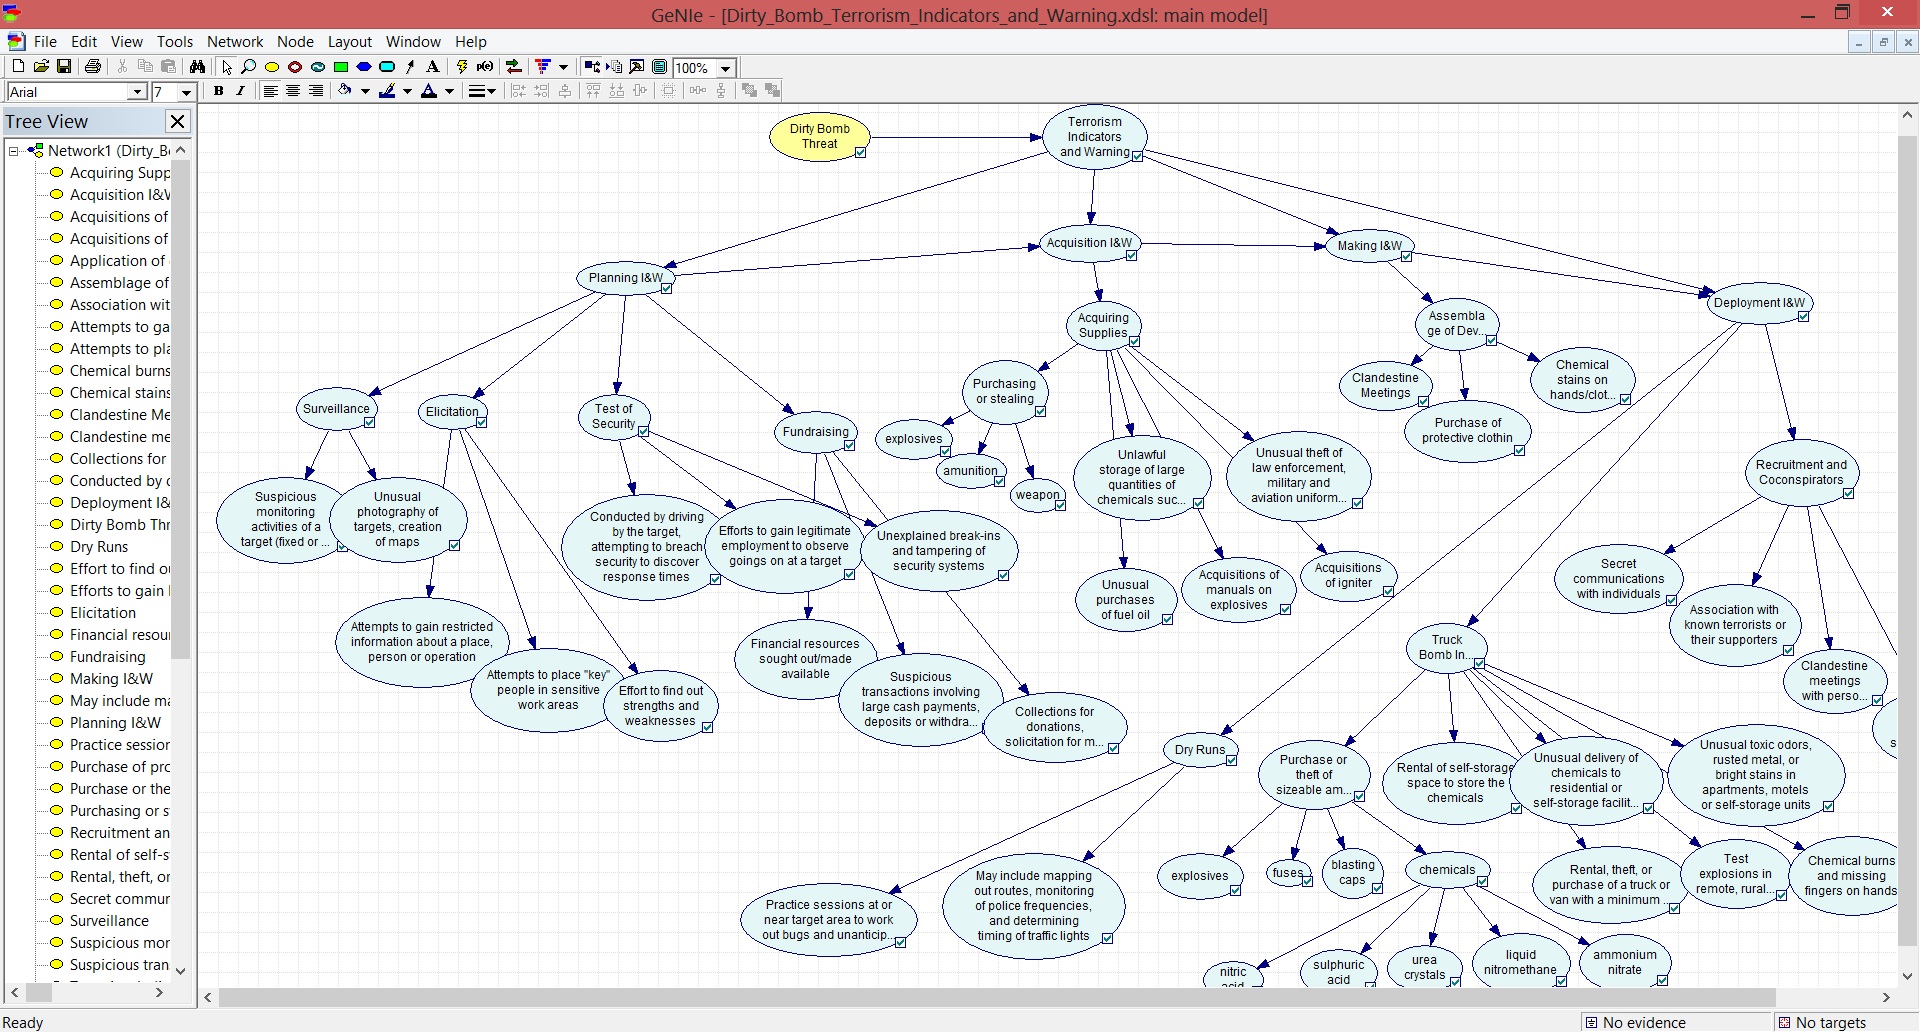 GeNIe - [Dirty_Bomb_Terrorism_Indicators_and_Warning.xdsl: main model]
File Edit View Tools Network Node Layout Window Help
100%
Arial 7 B I
Tree View
Network1 (Dirty_B
Acquiring Supp
Acquisition I&W
Acquisitions of
Acquisitions of
Application of
Assemblage of
Association wit
Attempts to ga
Attempts to pla
Chemical burns
Chemical stains
Clandestine Me
Clandestine me
Collections for
Conducted by d
Deployment I&
Dirty Bomb Thr
Dry Runs
Effort to find ou
Efforts to gain l
Elicitation
Financial resou
Fundraising
Making I&W
May include ma
Planning I&W
Practice session
Purchase of pro
Purchase or the
Purchasing or s
Recruitment an
Rental of self-s
Rental, theft, or
Secret commun
Surveillance
Suspicious mon
Suspicious tran
Dirty Bomb
Threat
Terrorism
Indicators
and Warning
Planning I&W
Acquisition I&W
Making I&W
Deployment I&W
Surveillance
Elicitation
Test of
Security
Fundraising
Acquiring
Supplies
Assembla
ge of Dev...
Purchasing
or stealing
explosives
amunition
weapon
Clandestine
Meetings
Purchase of
protective clothin
Chemical
stains on
hands/clot...
Suspicious
monitoring
activities of a
target (fixed or ...
Unusual
photography of
targets, creation
of maps
Conducted by driving
by the target,
attempting to breach
security to discover
response times
Efforts to gain legitimate
employment to observe
goings on at a target
Unexplained break-ins
and tampering of
security systems
Unlawful
storage of large
quantities of
chemicals suc...
Unusual theft of
law enforcement,
military and
aviation uniform...
Recruitment and
Coconspirators
Attempts to gain restricted
information about a place,
person or operation
Attempts to place "key"
people in sensitive
work areas
Effort to find out
strengths and
weaknesses
Financial resources
sought out/made
available
Suspicious
transactions involving
large cash payments,
deposits or withdra...
Collections for
donations,
solicitation for m...
Unusual
purchases
of fuel oil
Acquisitions of
manuals on
explosives
Acquisitions
of igniter
Secret
communications
with individuals
Association with
known terrorists or
their supporters
Clandestine
meetings
with perso...
s
Truck
Bomb In...
Dry Runs
Purchase or
theft of
sizeable am...
Rental of self-storage
space to store the
chemicals
Unusual delivery of
chemicals to
residential or
self-storage facilit...
Unusual toxic odors,
rusted metal, or
bright stains in
apartments, motels
or self-storage units
Practice sessions at or
near target area to work
out bugs and unanticip...
May include mapping
out routes, monitoring
of police frequencies,
and determining
timing of traffic lights
explosives
fuses
blasting
caps
chemicals
Rental, theft, or
purchase of a truck or
van with a minimum ...
Test
explosions in
remote, rural...
Chemical burns
and missing
fingers on hands
nitric
acid
sulphuric
acid
urea
crystals
liquid
nitromethane
ammonium
nitrate
Ready
No evidence
No targets